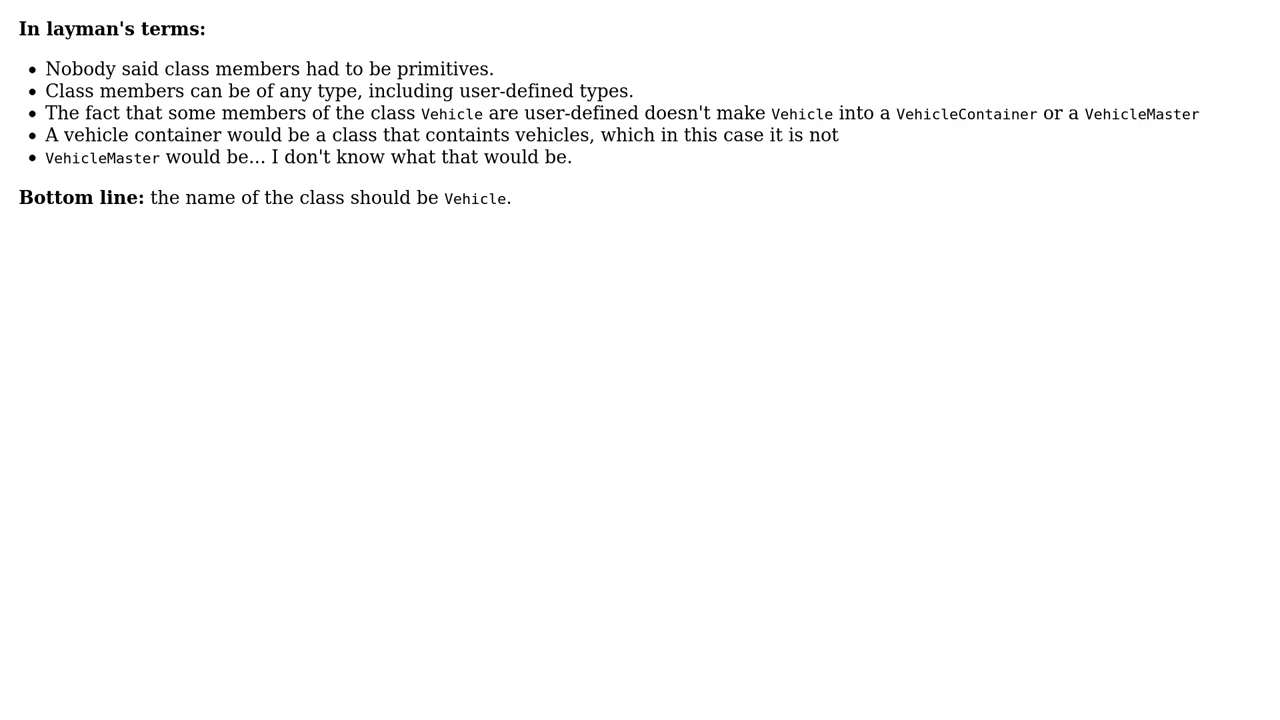 In layman's terms:
Nobody said class members had to be primitives.
Class members can be of any type, including user-defined types.
The fact that some members of the class Vehicle are user-defined doesn't make Vehicle into a VehicleContainer or a VehicleMaster
A vehicle container would be a class that containts vehicles, which in this case it is not
VehicleMaster would be... I don't know what that would be.
Bottom line: the name of the class should be Vehicle.